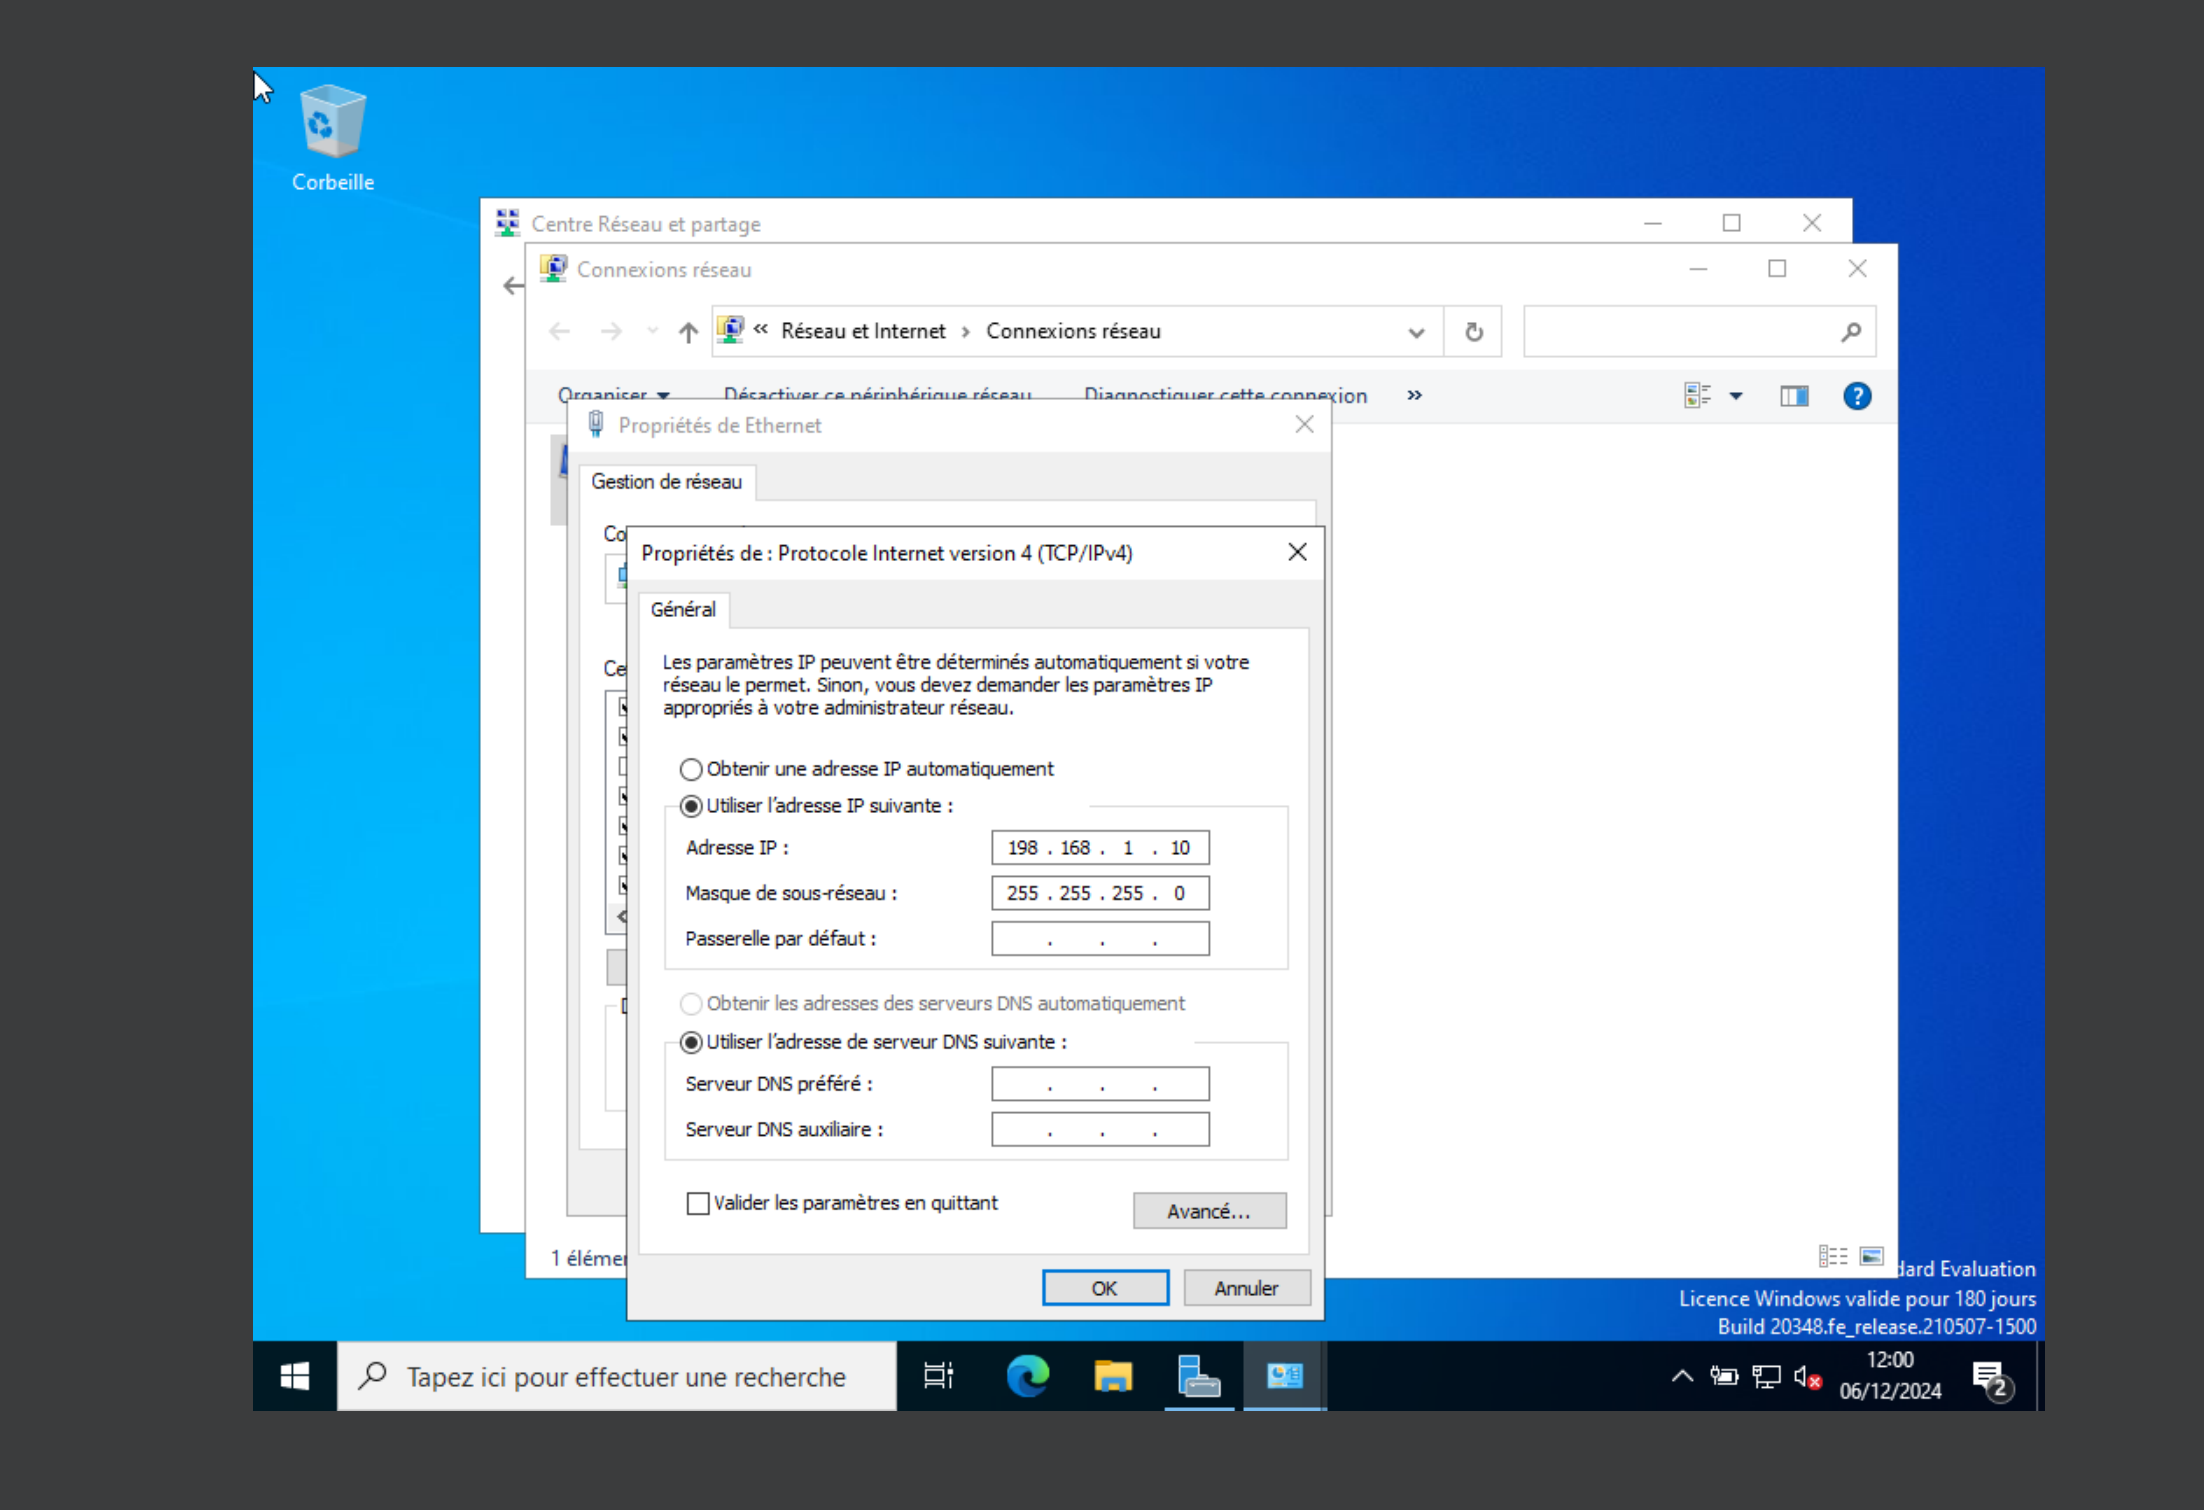 Corbeille
Centre Réseau et partage
Connexions réseau
« Réseau et Internet > Connexions réseau
Organiser Désactiver ce périphérique réseau Diagnostiquer cette connexion »
Propriétés de Ethernet
Gestion de réseau
Propriétés de : Protocole Internet version 4 (TCP/IPv4)
Général
Les paramètres IP peuvent être déterminés automatiquement si votre
réseau le permet. Sinon, vous devez demander les paramètres IP
appropriés à votre administrateur réseau.
Obtenir une adresse IP automatiquement
Utiliser l'adresse IP suivante :
Adresse IP : 198 . 168 . 1 . 10
Masque de sous-réseau : 255 . 255 . 255 . 0
Passerelle par défaut : . . .
Obtenir les adresses des serveurs DNS automatiquement
Utiliser l'adresse de serveur DNS suivante :
Serveur DNS préféré : . . .
Serveur DNS auxiliaire : . . .
Valider les paramètres en quittant
Avancé...
OK Annuler
Evaluation
Licence Windows valide pour 180 jours
Build 20348.fe_release.210507-1500
Tapez ici pour effectuer une recherche
12:00
06/12/2024
2